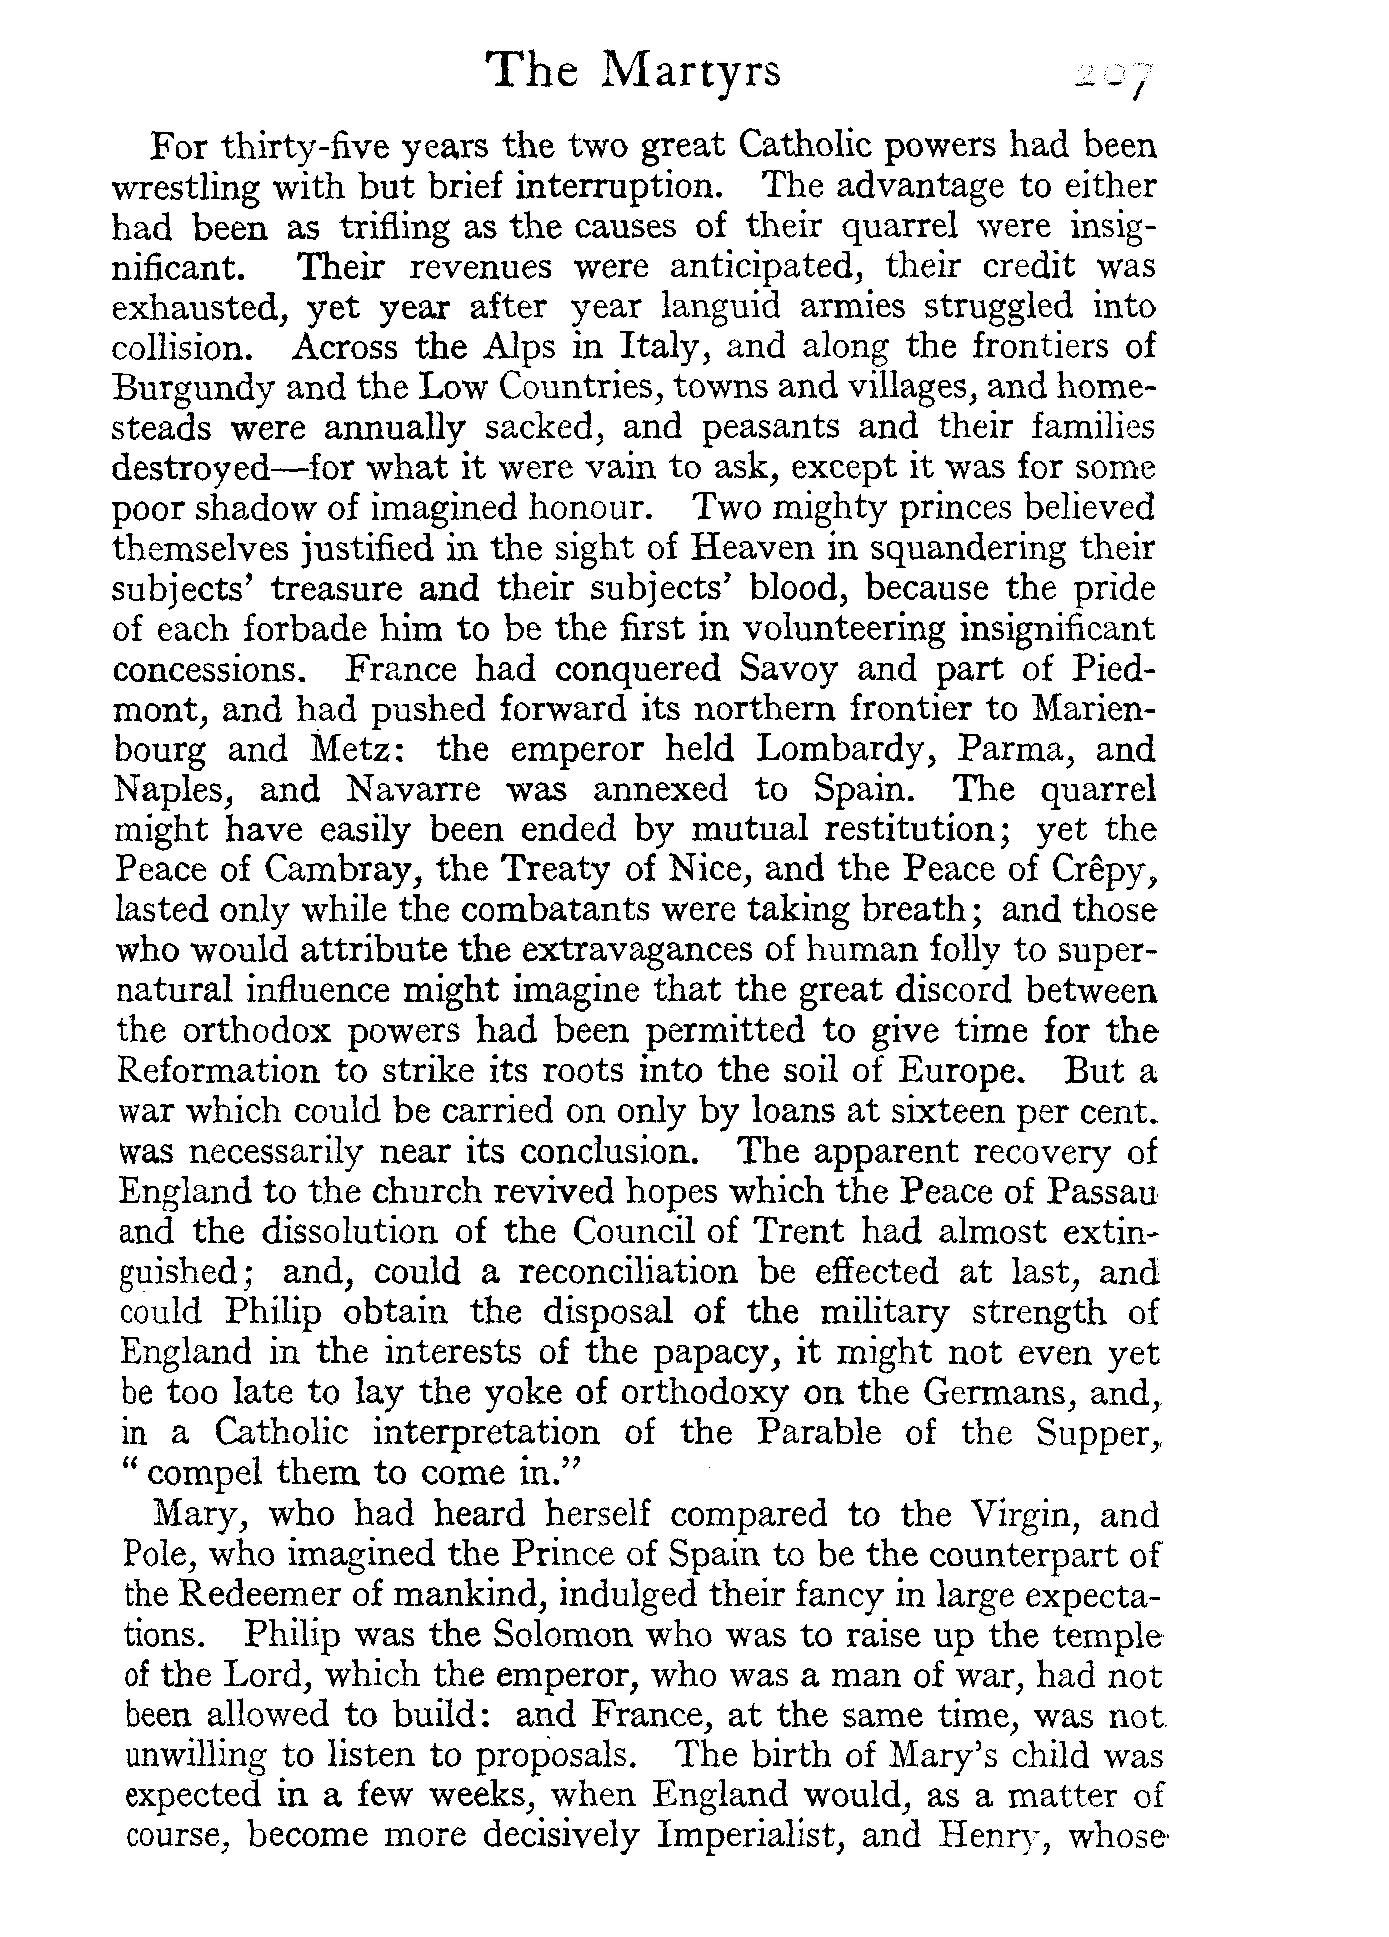 The Martyrs 207
For thirty-five years the two great Catholic powers had been
wrestling with but brief interruption. The advantage to either
had been as trifling as the causes of their quarrel were insig-
nificant. Their revenues were anticipated, their credit was
exhausted, yet year after year languid armies struggled into
collision. Across the Alps in Italy, and along the frontiers of
Burgundy and the Low Countries, towns and villages, and home-
steads were annually sacked, and peasants and their families
destroyed—for what it were vain to ask, except it was for some
poor shadow of imagined honour. Two mighty princes believed
themselves justified in the sight of Heaven in squandering their
subjects' treasure and their subjects' blood, because the pride
of each forbade him to be the first in volunteering insignificant
concessions. France had conquered Savoy and part of Pied-
mont, and had pushed forward its northern frontier to Marien-
bourg and Metz: the emperor held Lombardy, Parma, and
Naples, and Navarre was annexed to Spain. The quarrel
might have easily been ended by mutual restitution; yet the
Peace of Cambray, the Treaty of Nice, and the Peace of Crêpy,
lasted only while the combatants were taking breath; and those
who would attribute the extravagances of human folly to super-
natural influence might imagine that the great discord between
the orthodox powers had been permitted to give time for the
Reformation to strike its roots into the soil of Europe. But a
war which could be carried on only by loans at sixteen per cent.
was necessarily near its conclusion. The apparent recovery of
England to the church revived hopes which the Peace of Passau
and the dissolution of the Council of Trent had almost extin-
guished; and, could a reconciliation be effected at last, and
could Philip obtain the disposal of the military strength of
England in the interests of the papacy, it might not even yet
be too late to lay the yoke of orthodoxy on the Germans, and,
in a Catholic interpretation of the Parable of the Supper,
"compel them to come in."
Mary, who had heard herself compared to the Virgin, and
Pole, who imagined the Prince of Spain to be the counterpart of
the Redeemer of mankind, indulged their fancy in large expecta-
tions. Philip was the Solomon who was to raise up the temple
of the Lord, which the emperor, who was a man of war, had not
been allowed to build: and France, at the same time, was not
unwilling to listen to proposals. The birth of Mary's child was
expected in a few weeks, when England would, as a matter of
course, become more decisively Imperialist, and Henry, whose